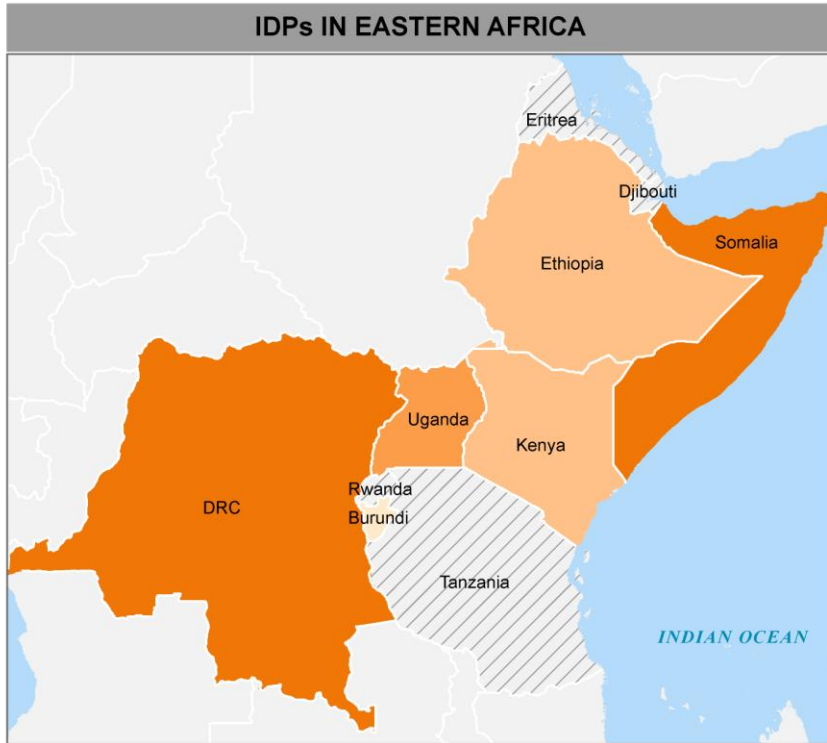 IDPs IN EASTERN AFRICA
Eritrea
Djibouti
Somalia
Ethiopia
Uganda
Kenya
Rwanda
DRC
Burundi
Tanzania
INDIAN OCEAN